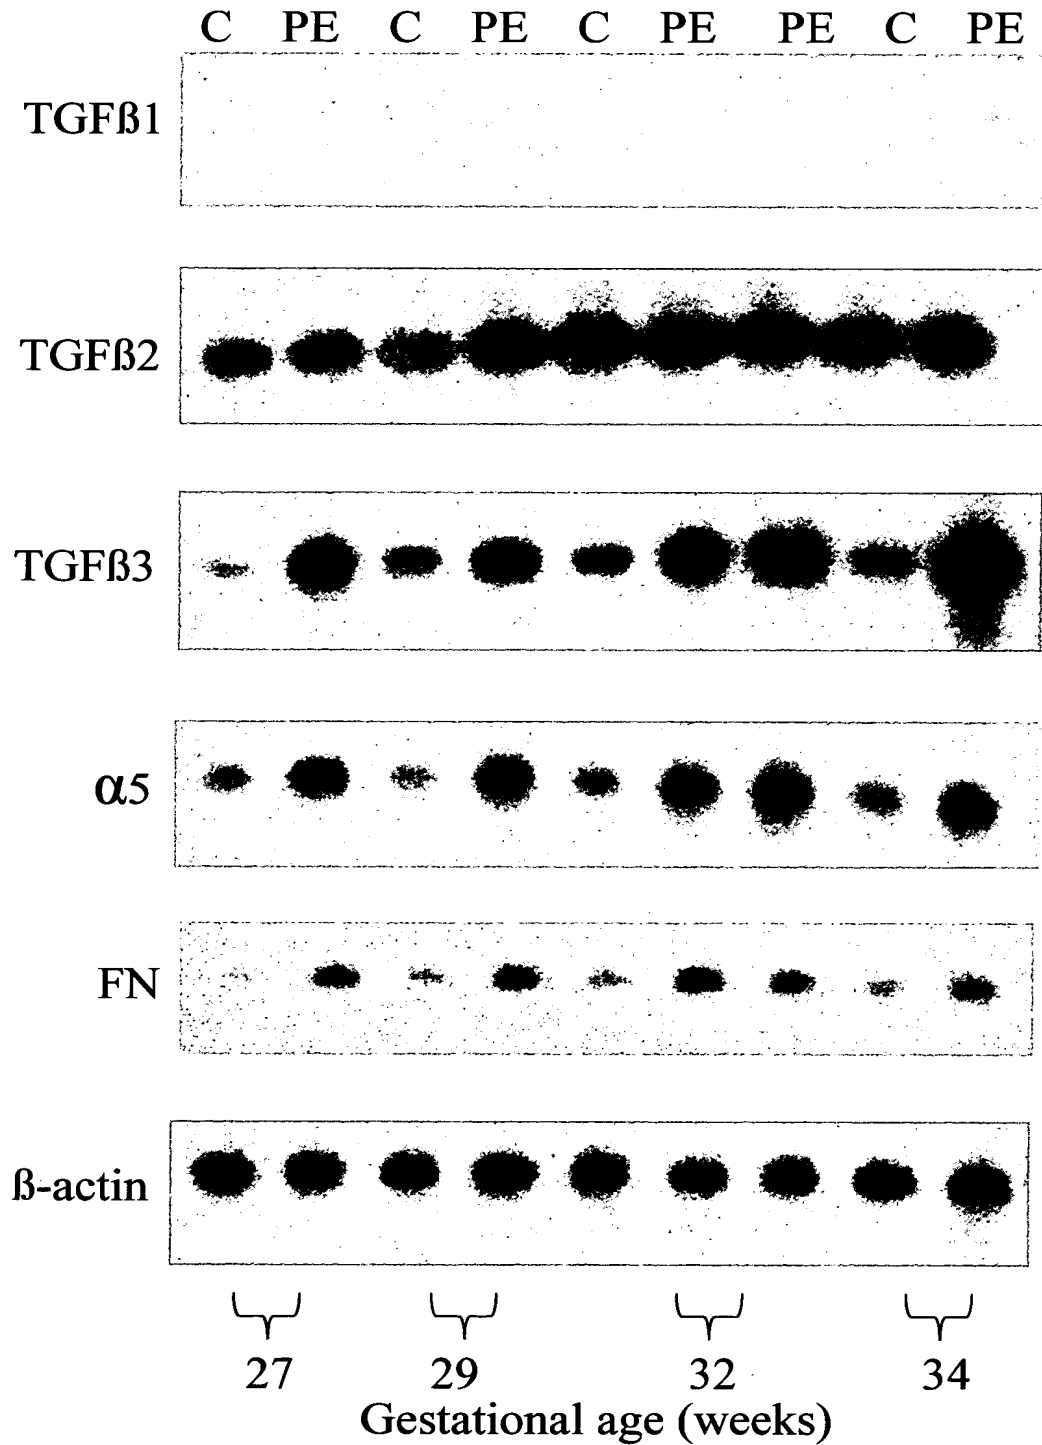 C PE C PE C PE PE C PE
TGFß1
TGFß2
TGFß3
α5
FN
ß-actin
27 29 32 34
Gestational age (weeks)